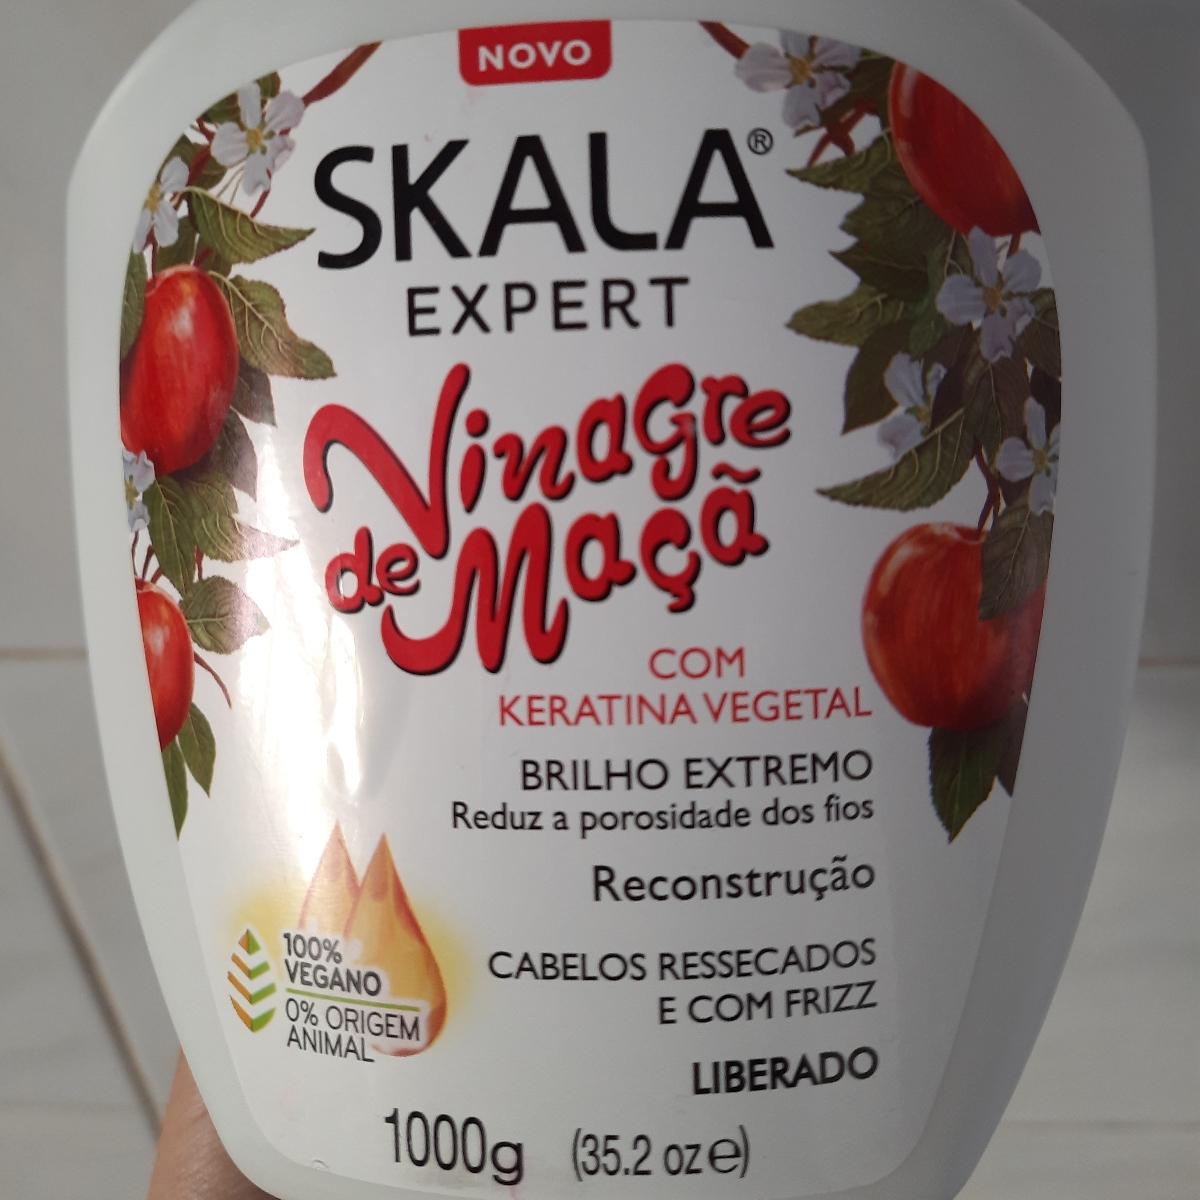 NOVO
SKALA®
EXPERT
Vinagre
de Maçã
COM
KERATINA VEGETAL
BRILHO EXTREMO
Reduz a porosidade dos fios
Reconstrução
100%
VEGANO
0% ORIGEM
ANIMAL
CABELOS RESSECADOS
E COM FRIZZ
LIBERADO
1000g (35.2 oz℮)